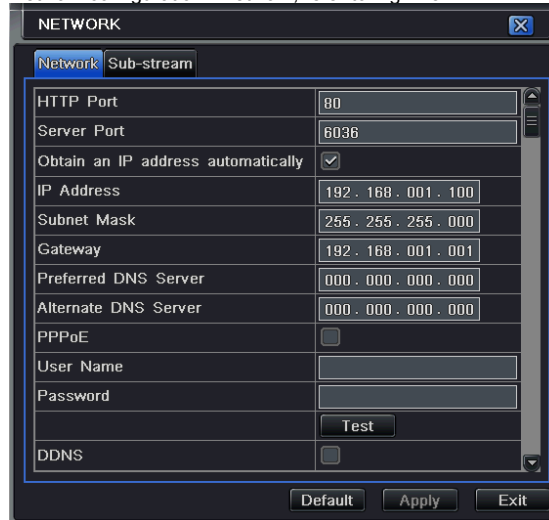 NETWORK
Network Sub-stream
HTTP Port 80
Server Port 6036
Obtain an IP address automatically
IP Address 192 . 168 . 001 . 100
Subnet Mask 255 . 255 . 255 . 000
Gateway 192 . 168 . 001 . 001
Preferred DNS Server 000 . 000 . 000 . 000
Alternate DNS Server 000 . 000 . 000 . 000
PPPoE
User Name
Password
Test
DDNS
Default Apply Exit